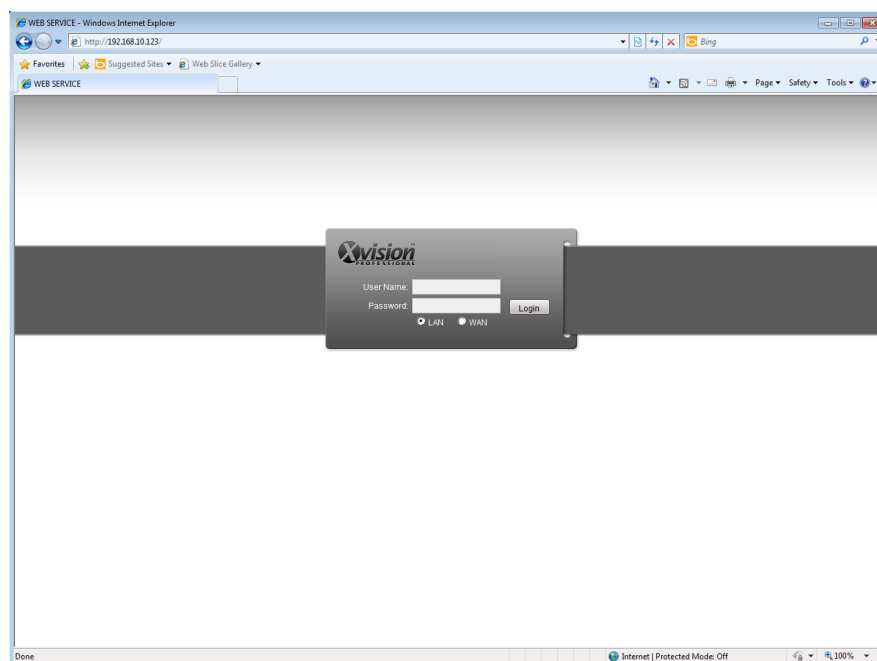 WEB SERVICE - Windows Internet Explorer
http://192.168.10.123/
Bing
Favorites Suggested Sites Web Slice Gallery
WEB SERVICE
Page Safety Tools
Xvision
PROFESSIONAL
User Name:
Password:
Login
LAN WAN
Done
Internet | Protected Mode: Off
100%